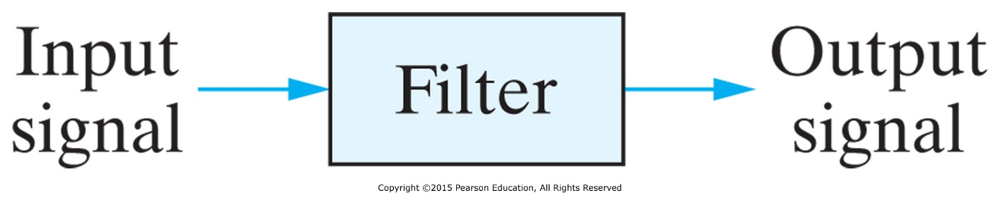 Input
signal
Filter
Output
signal
Copyright ©2015 Pearson Education, All Rights Reserved